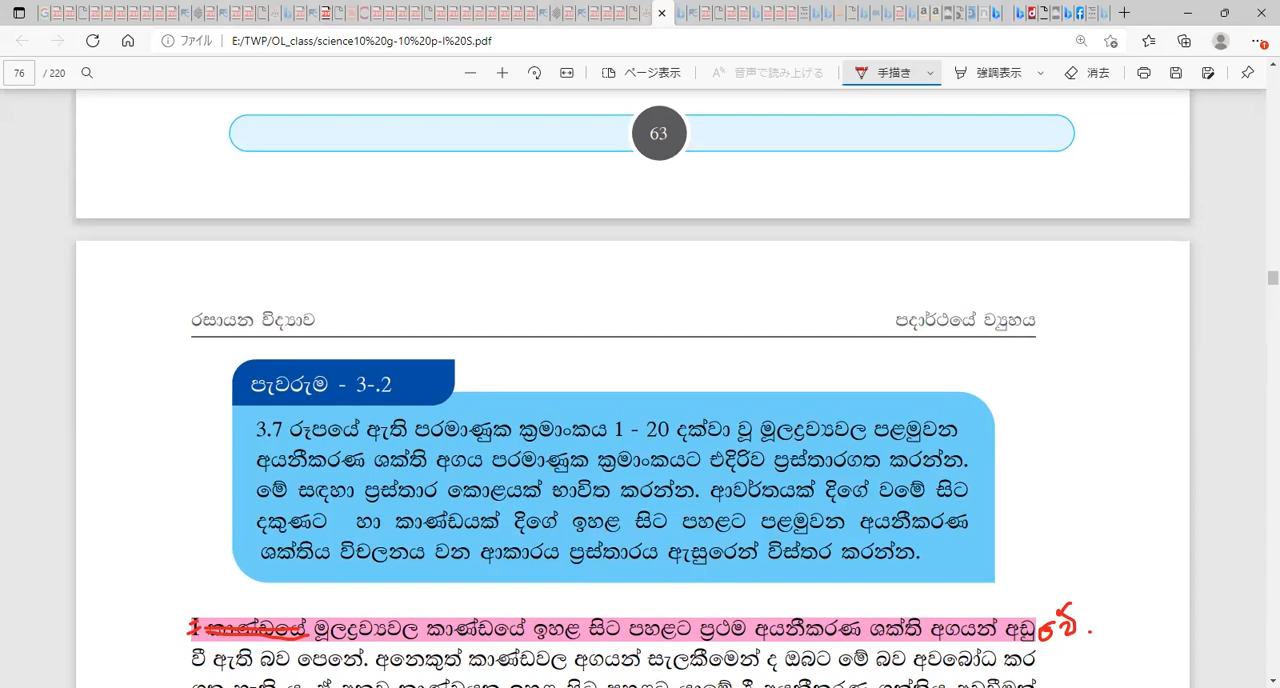 ファイル E:/TWP/OL_class/science10%20g-10%20p-I%20S.pdf
76 / 220 ページ表示 音声で読み上げる 手描き 強調表示 消去
63
රසායන විද්‍යාව පදාර්ථයේ ව්‍යුහය
පැවරුම - 3-.2
3.7 රූපයේ ඇති පරමාණුක ක්‍රමාංකය 1 - 20 දක්වා වූ මූලද්‍රව්‍යවල පළමුවන
අයනීකරණ ශක්ති අගය පරමාණුක ක්‍රමාංකයට එදිරිව ප්‍රස්තාරගත කරන්න.
මේ සඳහා ප්‍රස්තාර කොළයක් භාවිත කරන්න. ආවර්තයක් දිගේ වමේ සිට
දකුණට හා කාණ්ඩයක් දිගේ ඉහළ සිට පහළට පළමුවන අයනීකරණ
ශක්තිය විචලනය වන ආකාරය ප්‍රස්තාරය ඇසුරෙන් විස්තර කරන්න.
I කාණ්ඩයේ මූලද්‍රව්‍යවල කාණ්ඩයේ ඉහළ සිට පහළට ප්‍රථම අයනීකරණ ශක්ති අගයන් අඩු
වී ඇති බව පෙනේ. අනෙකුත් කාණ්ඩවල අගයන් සැලකීමෙන් ද ඔබට මේ බව අවබෝධ කර